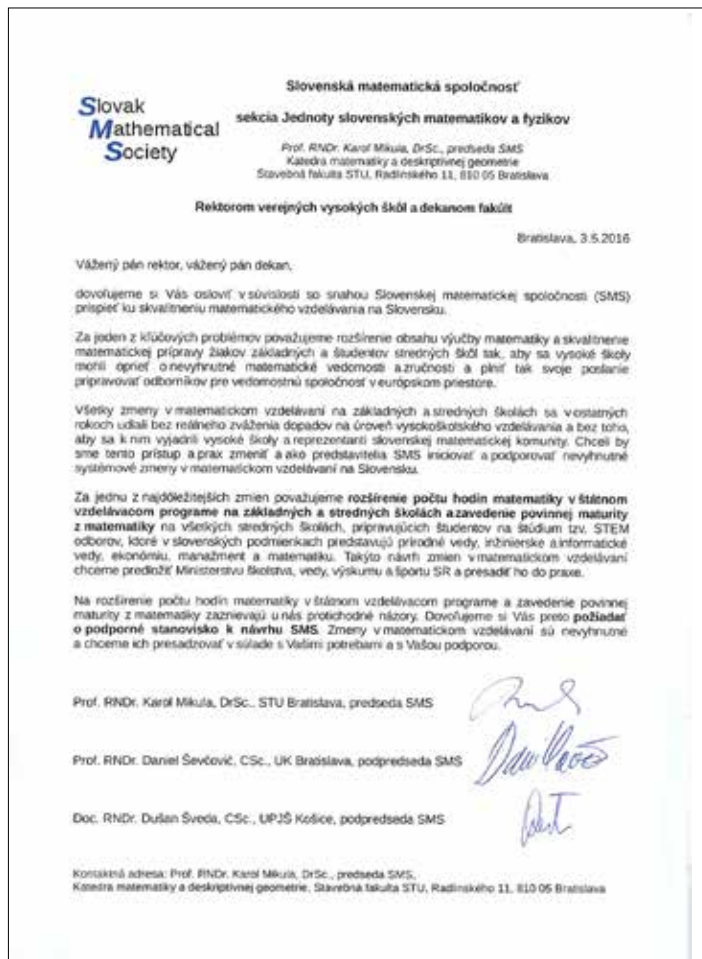 Slovak
Mathematical
Society
Slovenská matematická spoločnosť
sekcia Jednoty slovenských matematikov a fyzikov
Prof. RNDr. Karol Mikula, DrSc., predseda SMS
Katedra matematiky a deskriptívnej geometrie
Stavebná fakulta STU, Radlinského 11, 810 05 Bratislava
Rektorom verejných vysokých škôl a dekanom fakúlt
Bratislava, 3.5.2016
Vážený pán rektor, vážený pán dekan,
dovoľujeme si Vás osloviť v súvislosti so snahou Slovenskej matematickej spoločnosti (SMS)
prispieť ku skvalitneniu matematického vzdelávania na Slovensku.
Za jeden z kľúčových problémov považujeme rozšírenie obsahu výučby matematiky a skvalitnenie
matematickej prípravy žiakov základných a študentov stredných škôl tak, aby sa vysoké školy
mohli oprieť o nevyhnutné matematické vedomosti a zručnosti a plniť tak svoje poslanie
pripravovať odborníkov pre vedomostnú spoločnosť v európskom priestore.
Všetky zmeny v matematickom vzdelávaní na základných a stredných školách sa v ostatných
rokoch udiali bez reálneho zváženia dopadov na úroveň vysokoškolského vzdelávania a bez toho,
aby sa k nim vyjadrili vysoké školy a reprezentanti slovenskej matematickej komunity. Chceli by
sme tento prístup a prax zmeniť a ako predstavitelia SMS iniciovať a podporovať nevyhnutné
systémové zmeny v matematickom vzdelávaní na Slovensku.
Za jednu z najdôležitejších zmien považujeme rozšírenie počtu hodín matematiky v štátnom
vzdelávacom programe na základných a stredných školách a zavedenie povinnej maturity
z matematiky na všetkých stredných školách, pripravujúcich študentov na štúdium tzv. STEM
odborov, ktoré v slovenských podmienkach predstavujú prírodné vedy, inžinierske a informatické
vedy, ekonómiu, manažment a matematiku. Takýto návrh zmien v matematickom vzdelávaní
chceme predložiť Ministerstvu školstva, vedy, výskumu a športu SR a presadiť ho do praxe.
Na rozšírenie počtu hodín matematiky v štátnom vzdelávacom programe a zavedenie povinnej
maturity z matematiky zaznievajú u nás protichodné názory. Dovoľujeme si Vás preto požiadať
o podporné stanovisko k návrhu SMS. Zmeny v matematickom vzdelávaní sú nevyhnutné
a chceme ich presadzovať v súlade s Vašimi potrebami a s Vašou podporou.
Prof. RNDr. Karol Mikula, DrSc., STU Bratislava, predseda SMS
Prof. RNDr. Daniel Ševčovič, CSc., UK Bratislava, podpredseda SMS
Doc. RNDr. Dušan Šveda, CSc., UPJŠ Košice, podpredseda SMS
Kontaktná adresa: Prof. RNDr. Karol Mikula, DrSc., predseda SMS,
Katedra matematiky a deskriptívnej geometrie, Stavebná fakulta STU, Radlinského 11, 810 05 Bratislava